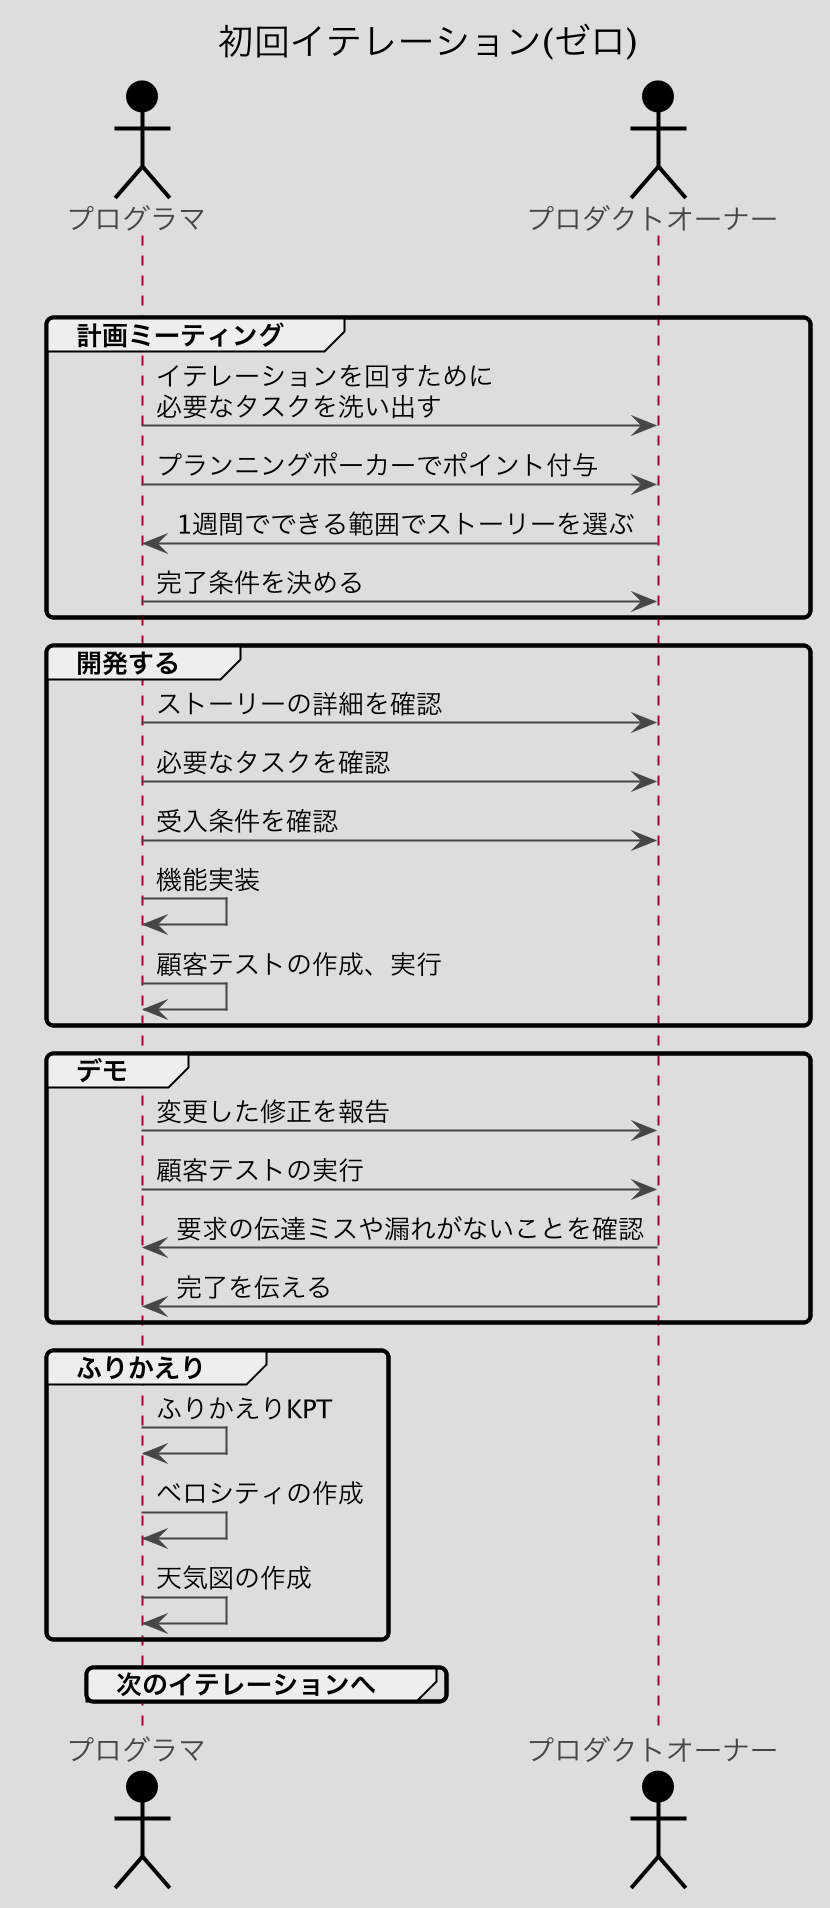 初回イテレーション(ゼロ)
プログラマ
プロダクトオーナー
計画ミーティング
イテレーションを回すために
必要なタスクを洗い出す
プランニングポーカーでポイント付与
1週間でできる範囲でストーリーを選ぶ
完了条件を決める
開発する
ストーリーの詳細を確認
必要なタスクを確認
受入条件を確認
機能実装
顧客テストの作成、実行
デモ
変更した修正を報告
顧客テストの実行
要求の伝達ミスや漏れがないことを確認
完了を伝える
ふりかえり
ふりかえりKPT
ベロシティの作成
天気図の作成
次のイテレーションへ
プログラマ
プロダクトオーナー